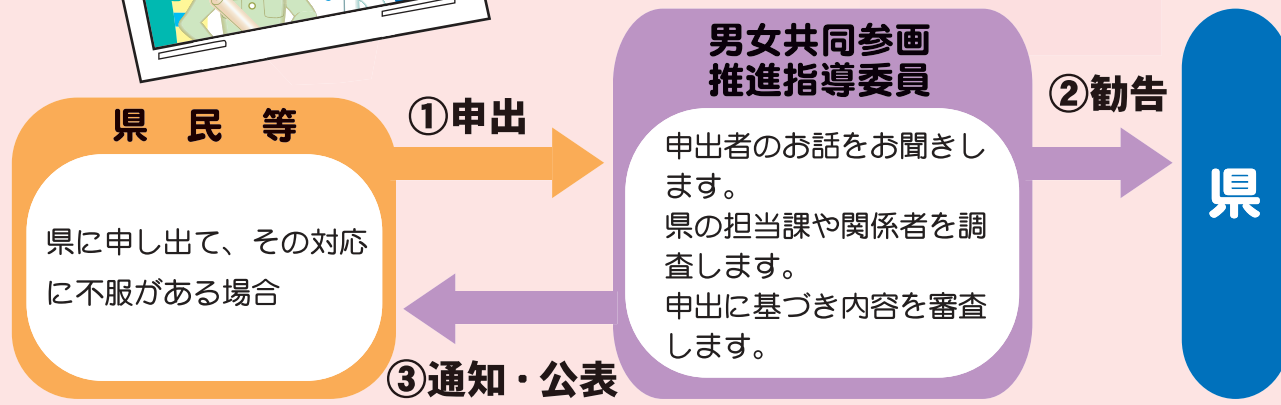 県 民 等
県に申し出て、その対応
に不服がある場合
①申出
男女共同参画
推進指導委員
申出者のお話をお聞きし
ます。
県の担当課や関係者を調
査します。
申出に基づき内容を審査
します。
②勧告
県
③通知・公表